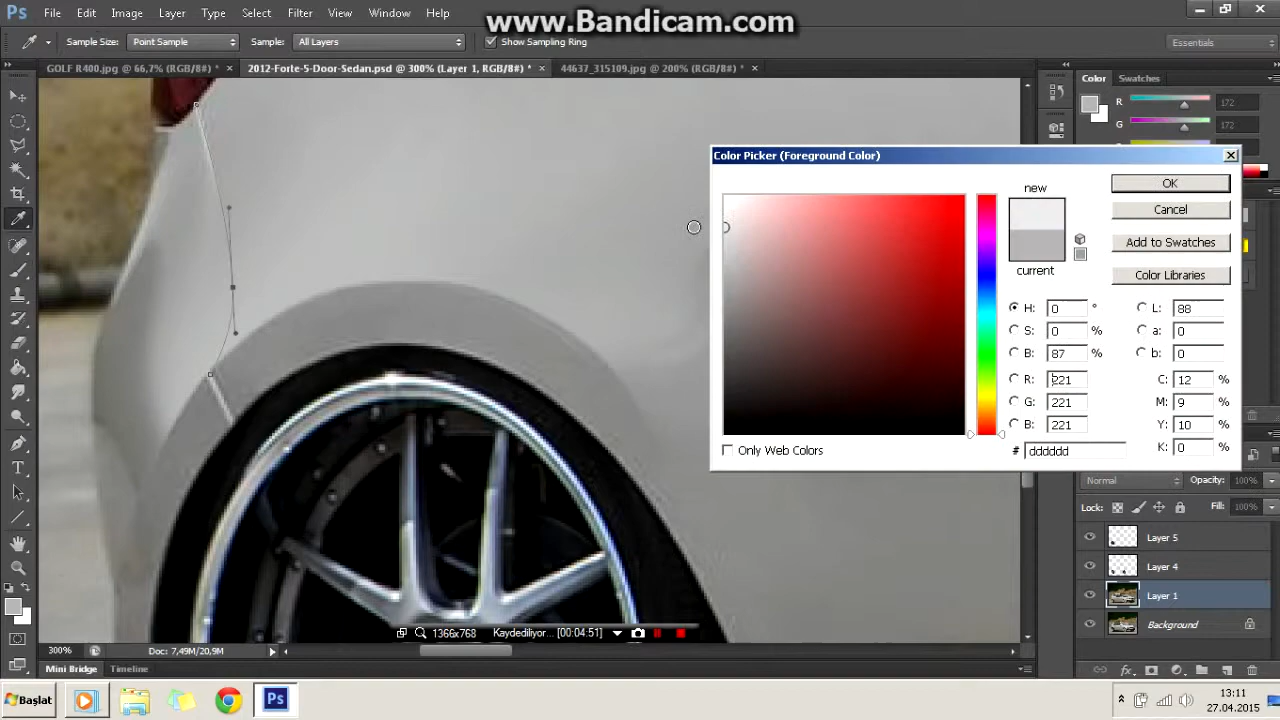 www.Bandicam.com
Ps File Edit Image Layer Type Select Filter View Window Help
Sample Size: Point Sample Sample: All Layers Show Sampling Ring Essentials
GOLF R400.jpg @ 66,7% (RGB/8#) * × 2012-Forte-5-Door-Sedan.psd @ 300% (Layer 1, RGB/8#) * × 44637_315109.jpg @ 200% (RGB/8#) * ×
Color Swatches
R 172
G 172
Color Picker (Foreground Color)
new
current
OK
Cancel
Add to Swatches
Color Libraries
H: 0 ° L: 88
S: 0 % a: 0
B: 87 % b: 0
R: 221 C: 12 %
G: 221 M: 9 %
B: 221 Y: 10 %
Only Web Colors # dddddd K: 0 %
Normal Opacity: 100%
Lock: Fill: 100%
Layer 5
Layer 4
Layer 1
Background
1366x768 Kaydediliyor... [00:04:51]
300% Doc: 7,49M/20,9M
Mini Bridge Timeline
Başlat Ps 13:11
27.04.2015